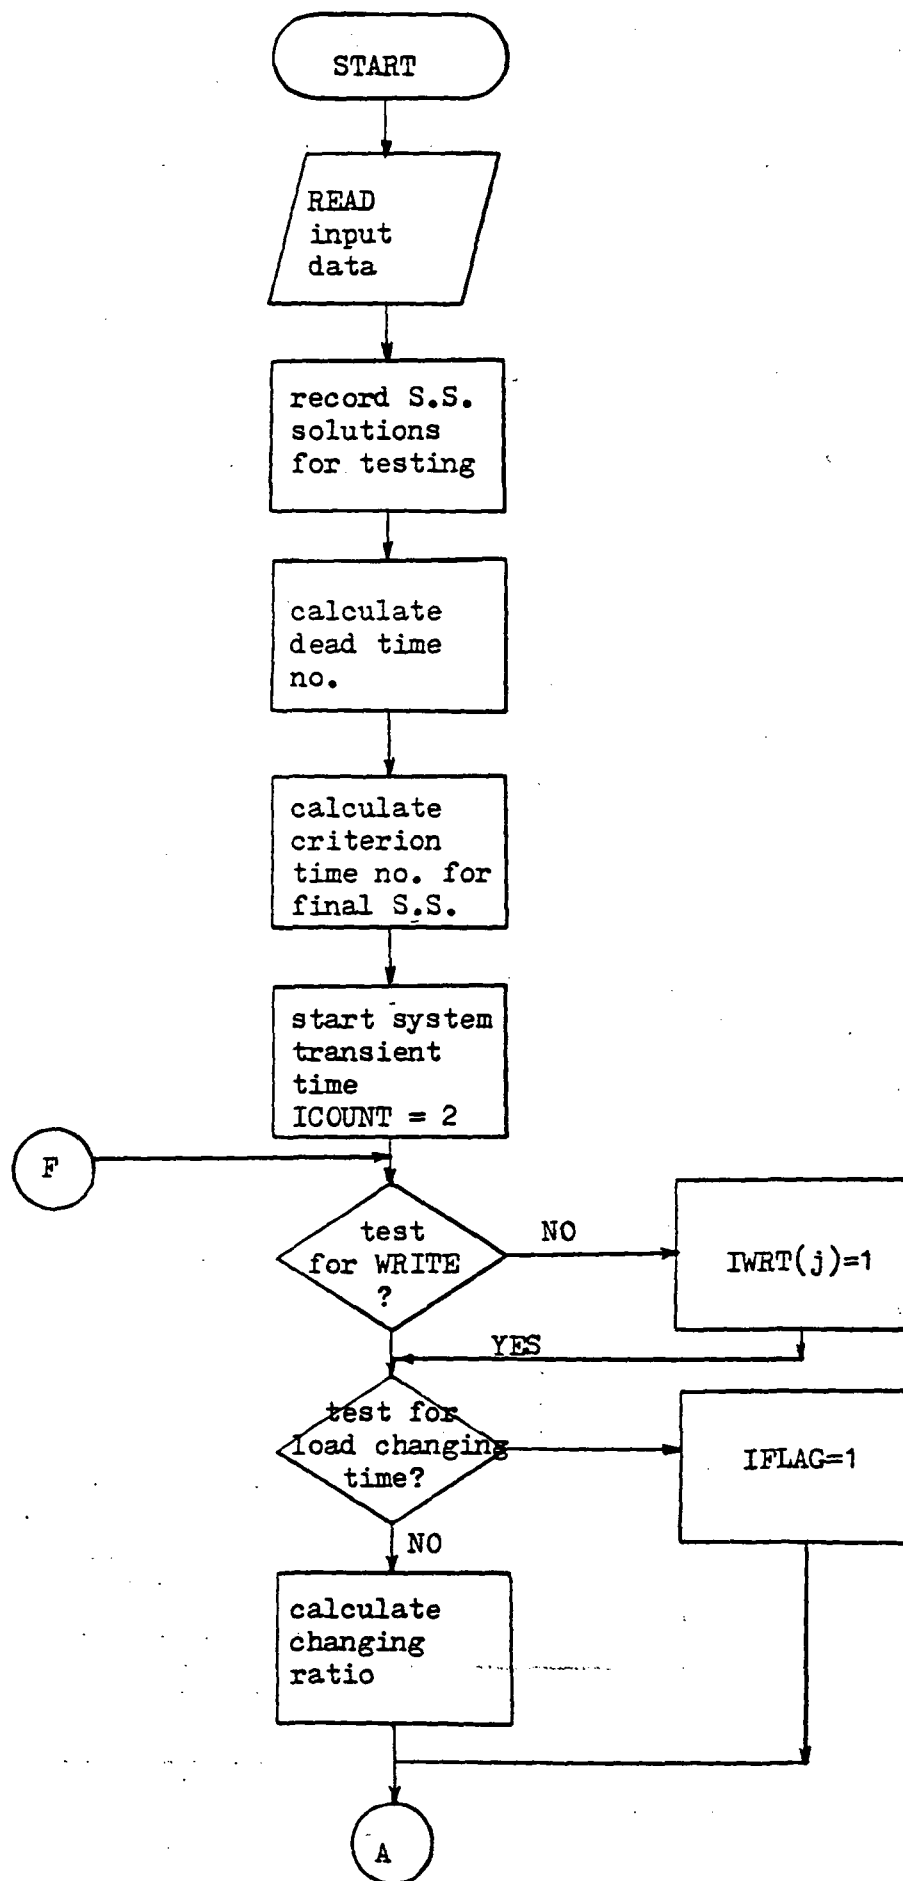 START
READ
input
data
record S.S.
solutions
for testing
calculate
dead time
no.
calculate
criterion
time no. for
final S.S.
start system
transient
time
ICOUNT = 2
F
test
for WRITE
?
NO
IWRT(j)=1
YES
test for
load changing
time?
IFLAG=1
NO
calculate
changing
ratio
A